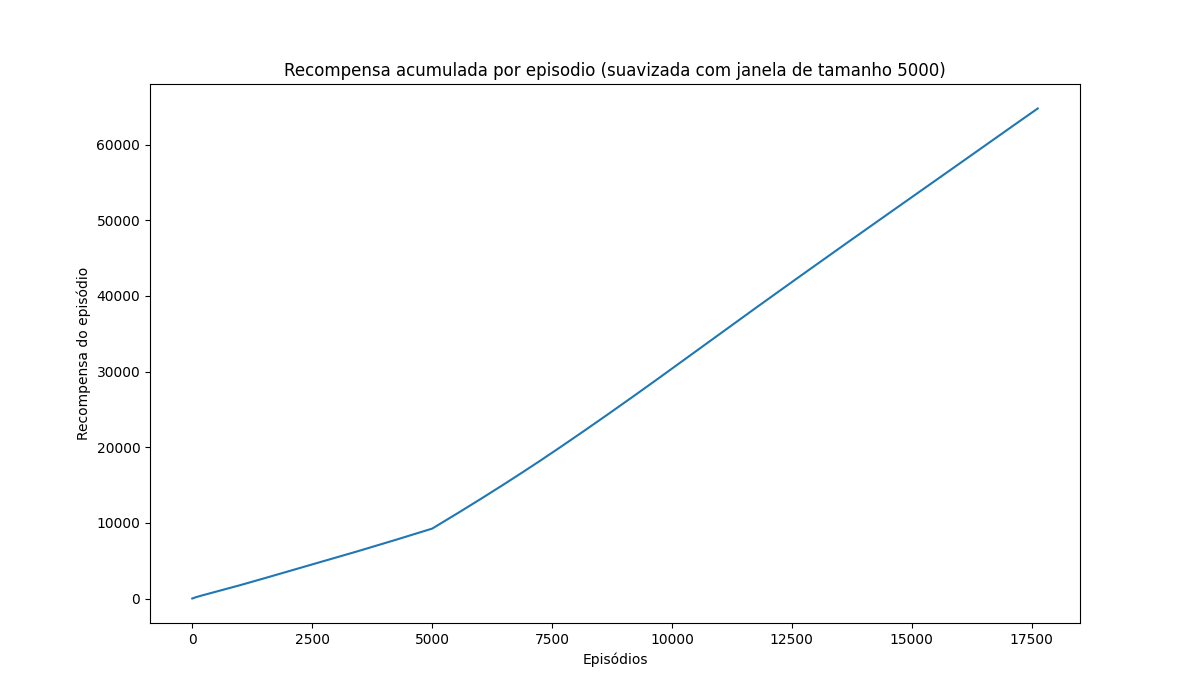 Recompensa acumulada por episodio (suavizada com janela de tamanho 5000)
Recompensa do episódio
60000
50000
40000
30000
20000
10000
0
0 2500 5000 7500 10000 12500 15000 17500
Episódios